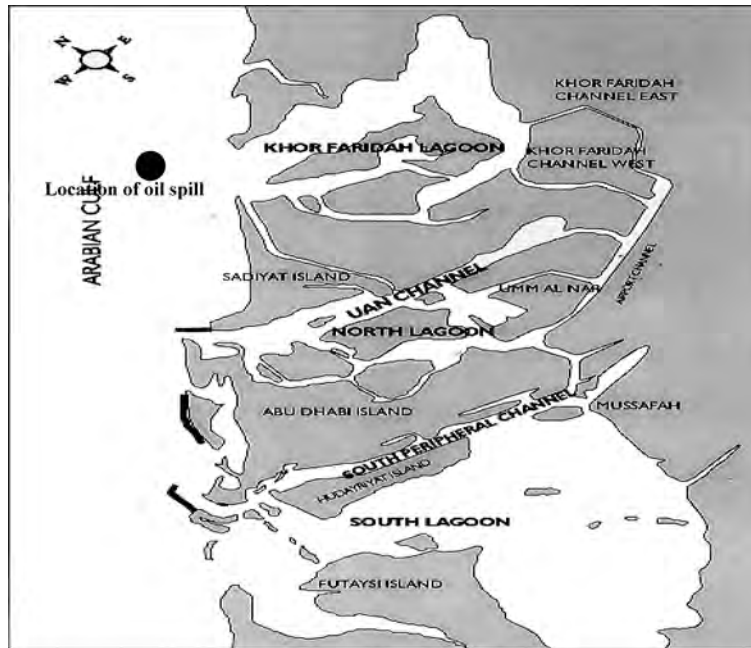 N
E
W
S
KHOR FARIDAH
CHANNEL EAST
KHOR FARIDAH LAGOON
KHOR FARIDAH
CHANNEL WEST
Location of oil spill
ARABIAN GULF
SADIYAT ISLAND
UAN CHANNEL
UMM AL NAR
AIRPORT CHANNEL
NORTH LAGOON
ABU DHABI ISLAND
MUSSAFAH
SOUTH PERIPHERAL CHANNEL
HUDAYRIYAT ISLAND
SOUTH LAGOON
FUTAYSI ISLAND